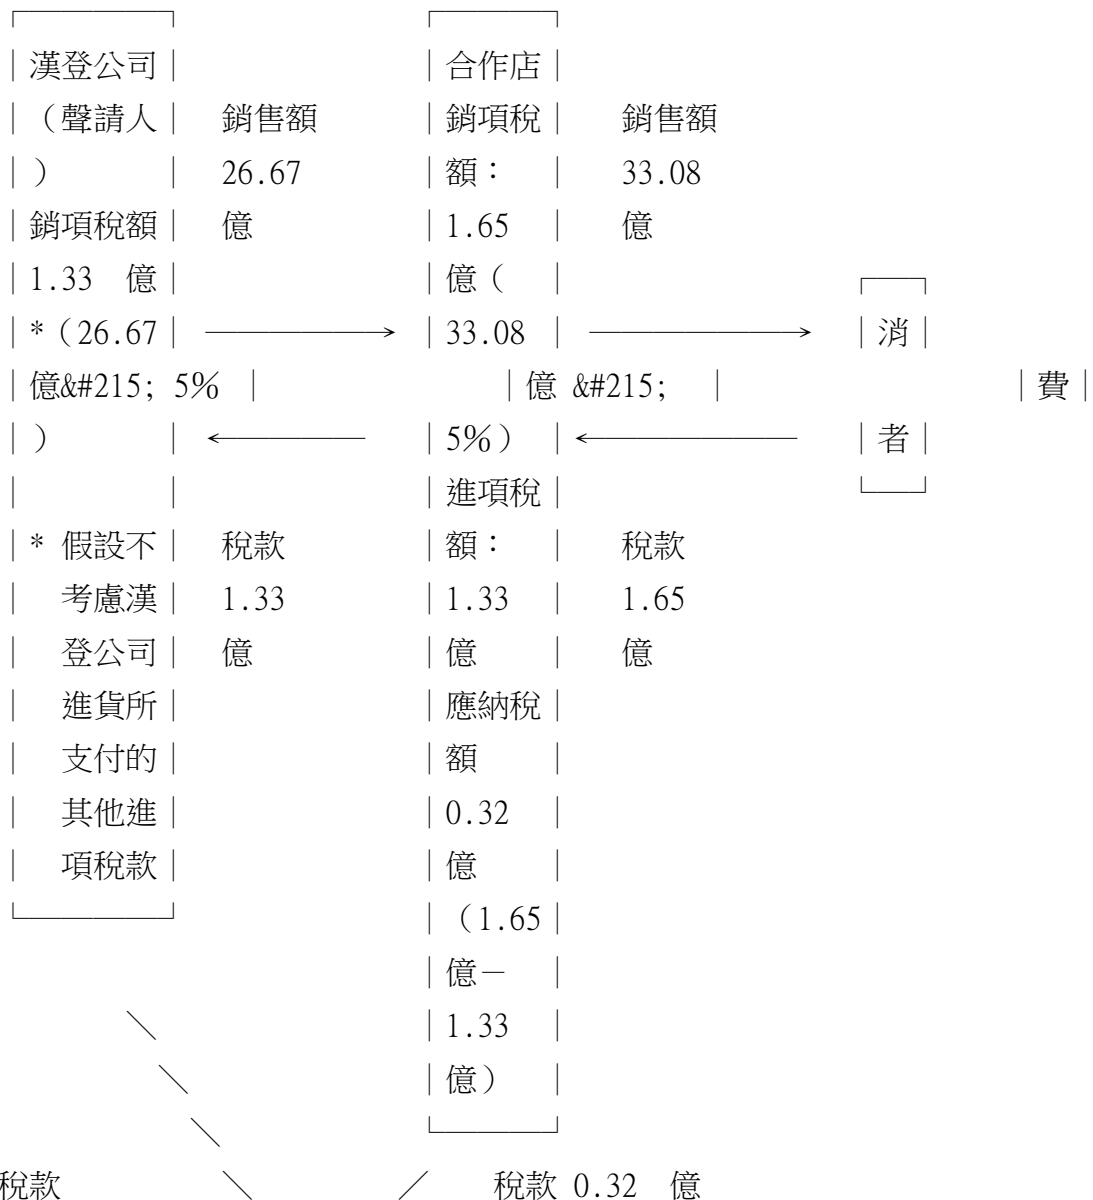 ┌─────┐ ┌────┐
│漢登公司│ │合作店│
│(聲請人│ 銷售額 │銷項稅│ 銷售額
│) │ 26.67 │額： │ 33.08
│銷項稅額│ 億 │1.65 │ 億
│1.33 億│ │億( │ ┌──┐
│*(26.67│ ──────→ │33.08 │ ───────→ │消│
│億&#215; 5% │ │億 &#215; │ │費│
│) │ ←───── │5%) │←─────── │者│
│ │ │進項稅│ └──┘
│* 假設不│ 稅款 │額： │ 稅款
│ 考慮漢│ 1.33 │1.33 │ 1.65
│ 登公司│ 億 │億 │ 億
│ 進貨所│ │應納稅│
│ 支付的│ │額 │
│ 其他進│ │0.32 │
│ 項稅款│ │億 │
└─────┘ │(1.65│
│億－ │
＼ │1.33 │
＼ │億) │
＼ └────┘
稅款 ＼ ／ 稅款 0.32 億